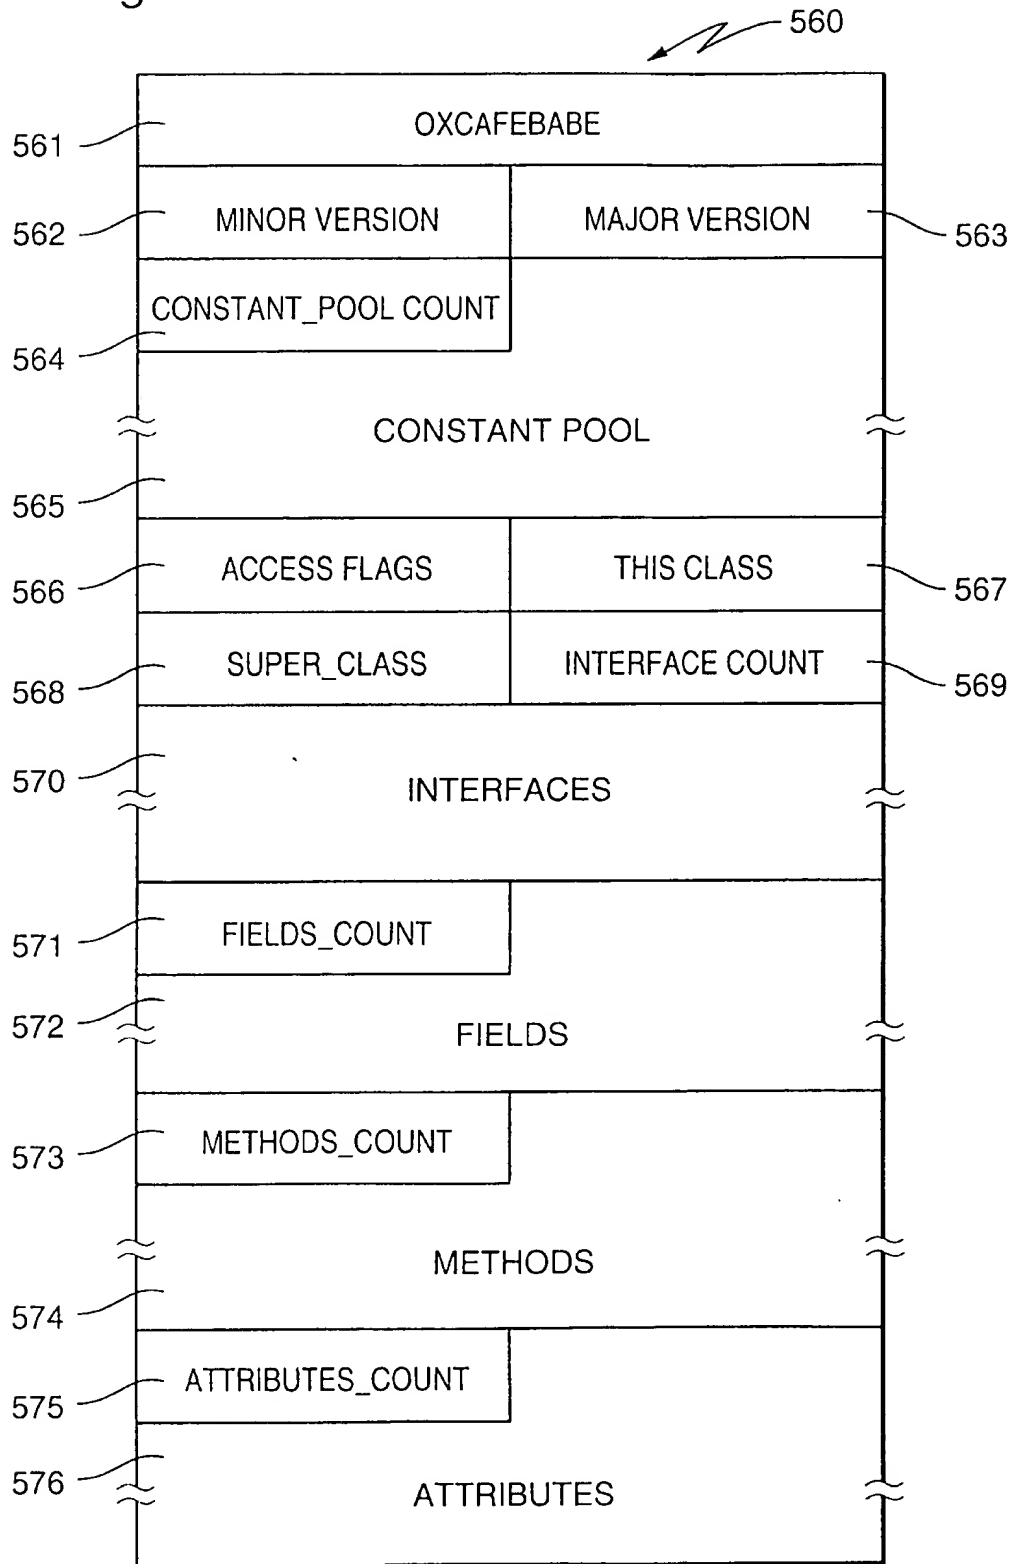 560
561 OXCAFEBABE
562 MINOR VERSION MAJOR VERSION 563
CONSTANT_POOL COUNT
564
CONSTANT POOL
565
566 ACCESS FLAGS THIS CLASS 567
568 SUPER_CLASS INTERFACE COUNT 569
570
INTERFACES
571 FIELDS_COUNT
572
FIELDS
573 METHODS_COUNT
METHODS
574
575 ATTRIBUTES_COUNT
576
ATTRIBUTES